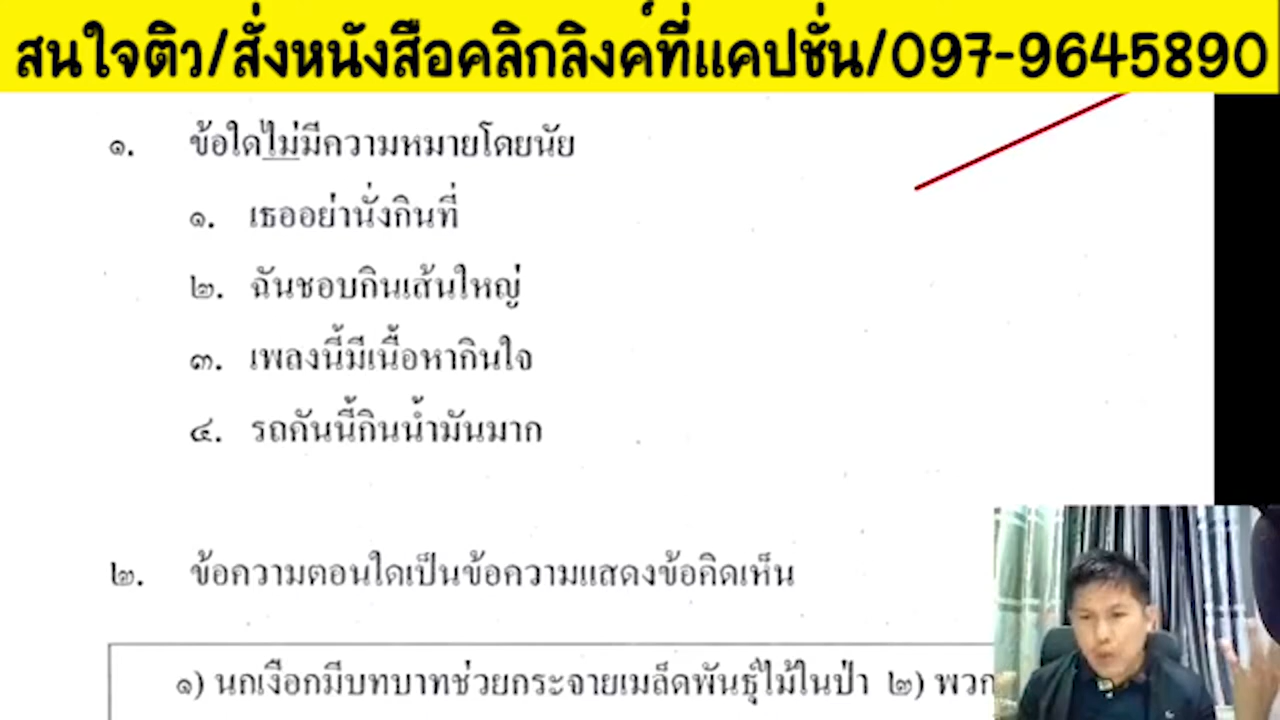 สนใจติว/สั่งหนังสือคลิกลิงค์ที่แคปชั่น/097-9645890
๑. ข้อใดไม่มีความหมายโดยนัย
๑. เธออย่านั่งกินที่
๒. ฉันชอบกินเส้นใหญ่
๓. เพลงนี้มีเนื้อหากินใจ
๔. รถคันนี้กินน้ำมันมาก
๒. ข้อความตอนใดเป็นข้อความแสดงข้อคิดเห็น
๑) นกเงือกมีบทบาทช่วยกระจายเมล็ดพันธุ์ไม้ในป่า ๒) พวก